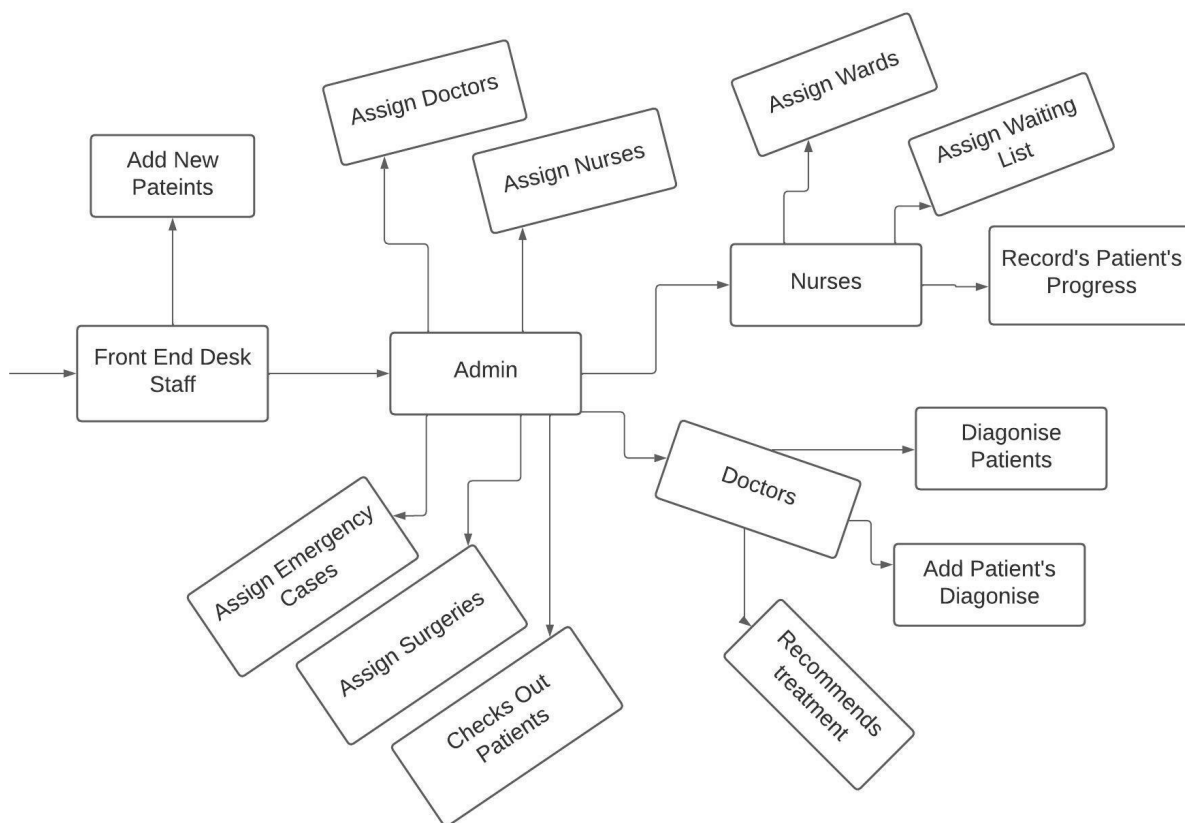 Assign Doctors
Assign Wards
Assign Waiting
List
Add New
Pateints
Assign Nurses
Record's Patient's
Progress
Nurses
Front End Desk
Staff
Admin
Diagonise
Patients
Doctors
Add Patient's
Diagonise
Assign Emergency
Cases
Assign Surgeries
Checks Out
Patients
Recommends
treatment